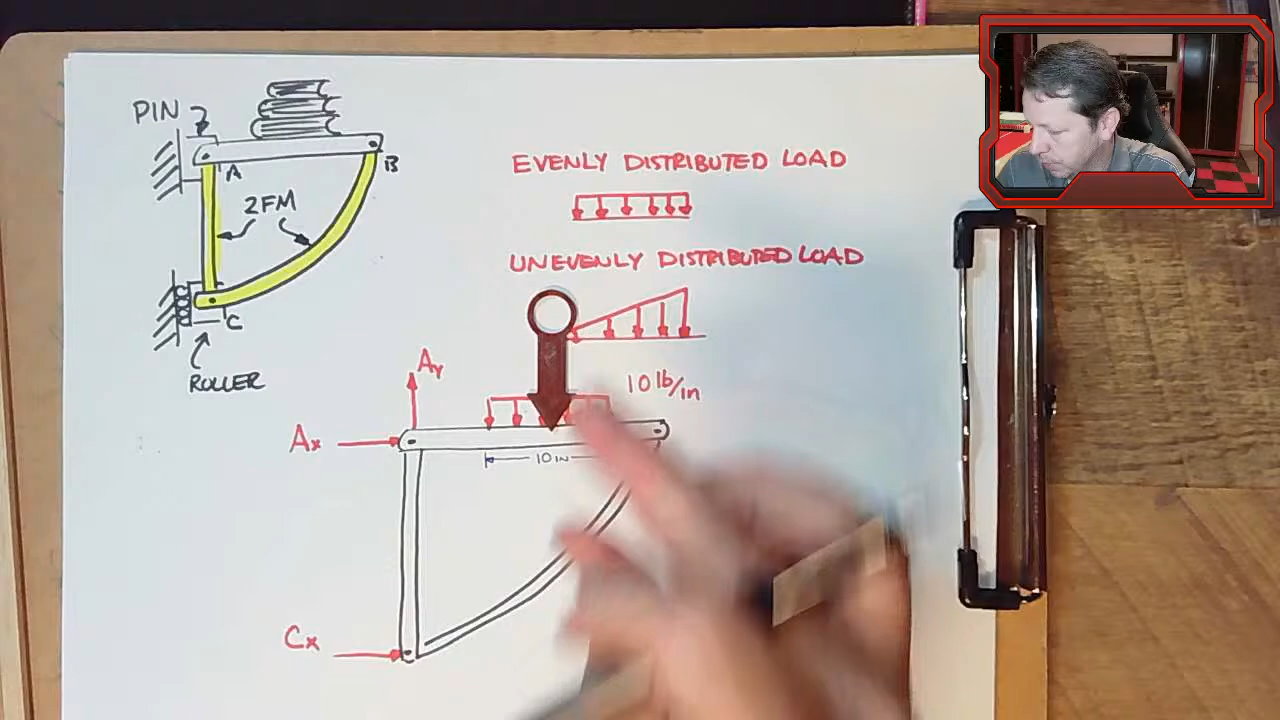 PIN
A
B
2FM
C
ROLLER
EVENLY DISTRIBUTED LOAD
UNEVENLY DISTRIBUTED LOAD
Ay
10 lb/in
Ax
10 IN
Cx